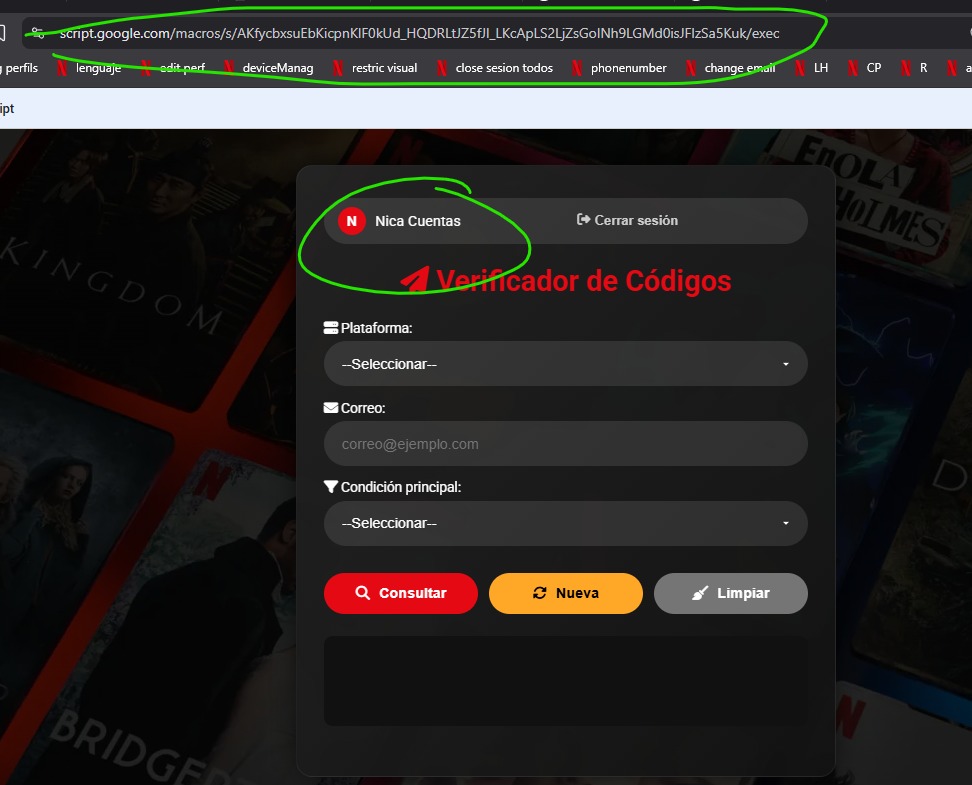 script.google.com/macros/s/AKfycbxsuEbKicpnKlF0kUd_HQDRLtJZ5fJl_LKcApLS2LjZsGolNh9LGMd0isJFlzSa5Kuk/exec
g perfils lenguaje edit perf deviceManag restric visual close sesion todos phonenumber change email LH CP R a
ipt
N Nica Cuentas Cerrar sesión
Verificador de Códigos
Plataforma:
--Seleccionar--
Correo:
correo@ejemplo.com
Condición principal:
--Seleccionar--
Consultar Nueva Limpiar
KINGDOM
ENOLA
HOLMES
N
D
BRIDGER
N